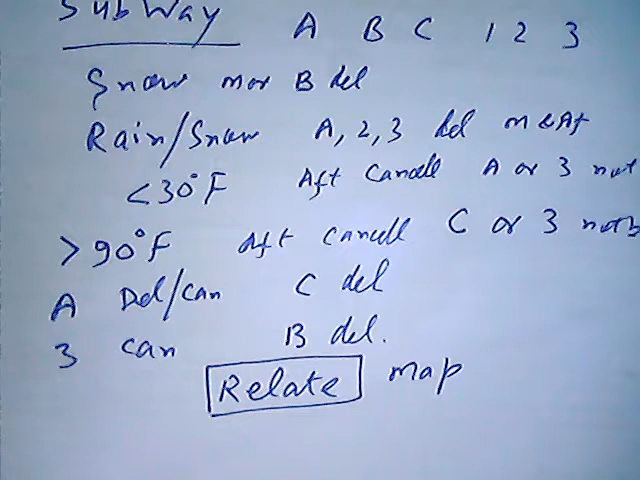 SubWay A B C 1 2 3
Snow mor B del
Rain/Snow A, 2, 3 del m & Af
<30°F Aft Cancell A or 3 not
>90°F Aft Cancell C or 3 not b
A Del/Can C del
3 Can B del.
Relate map